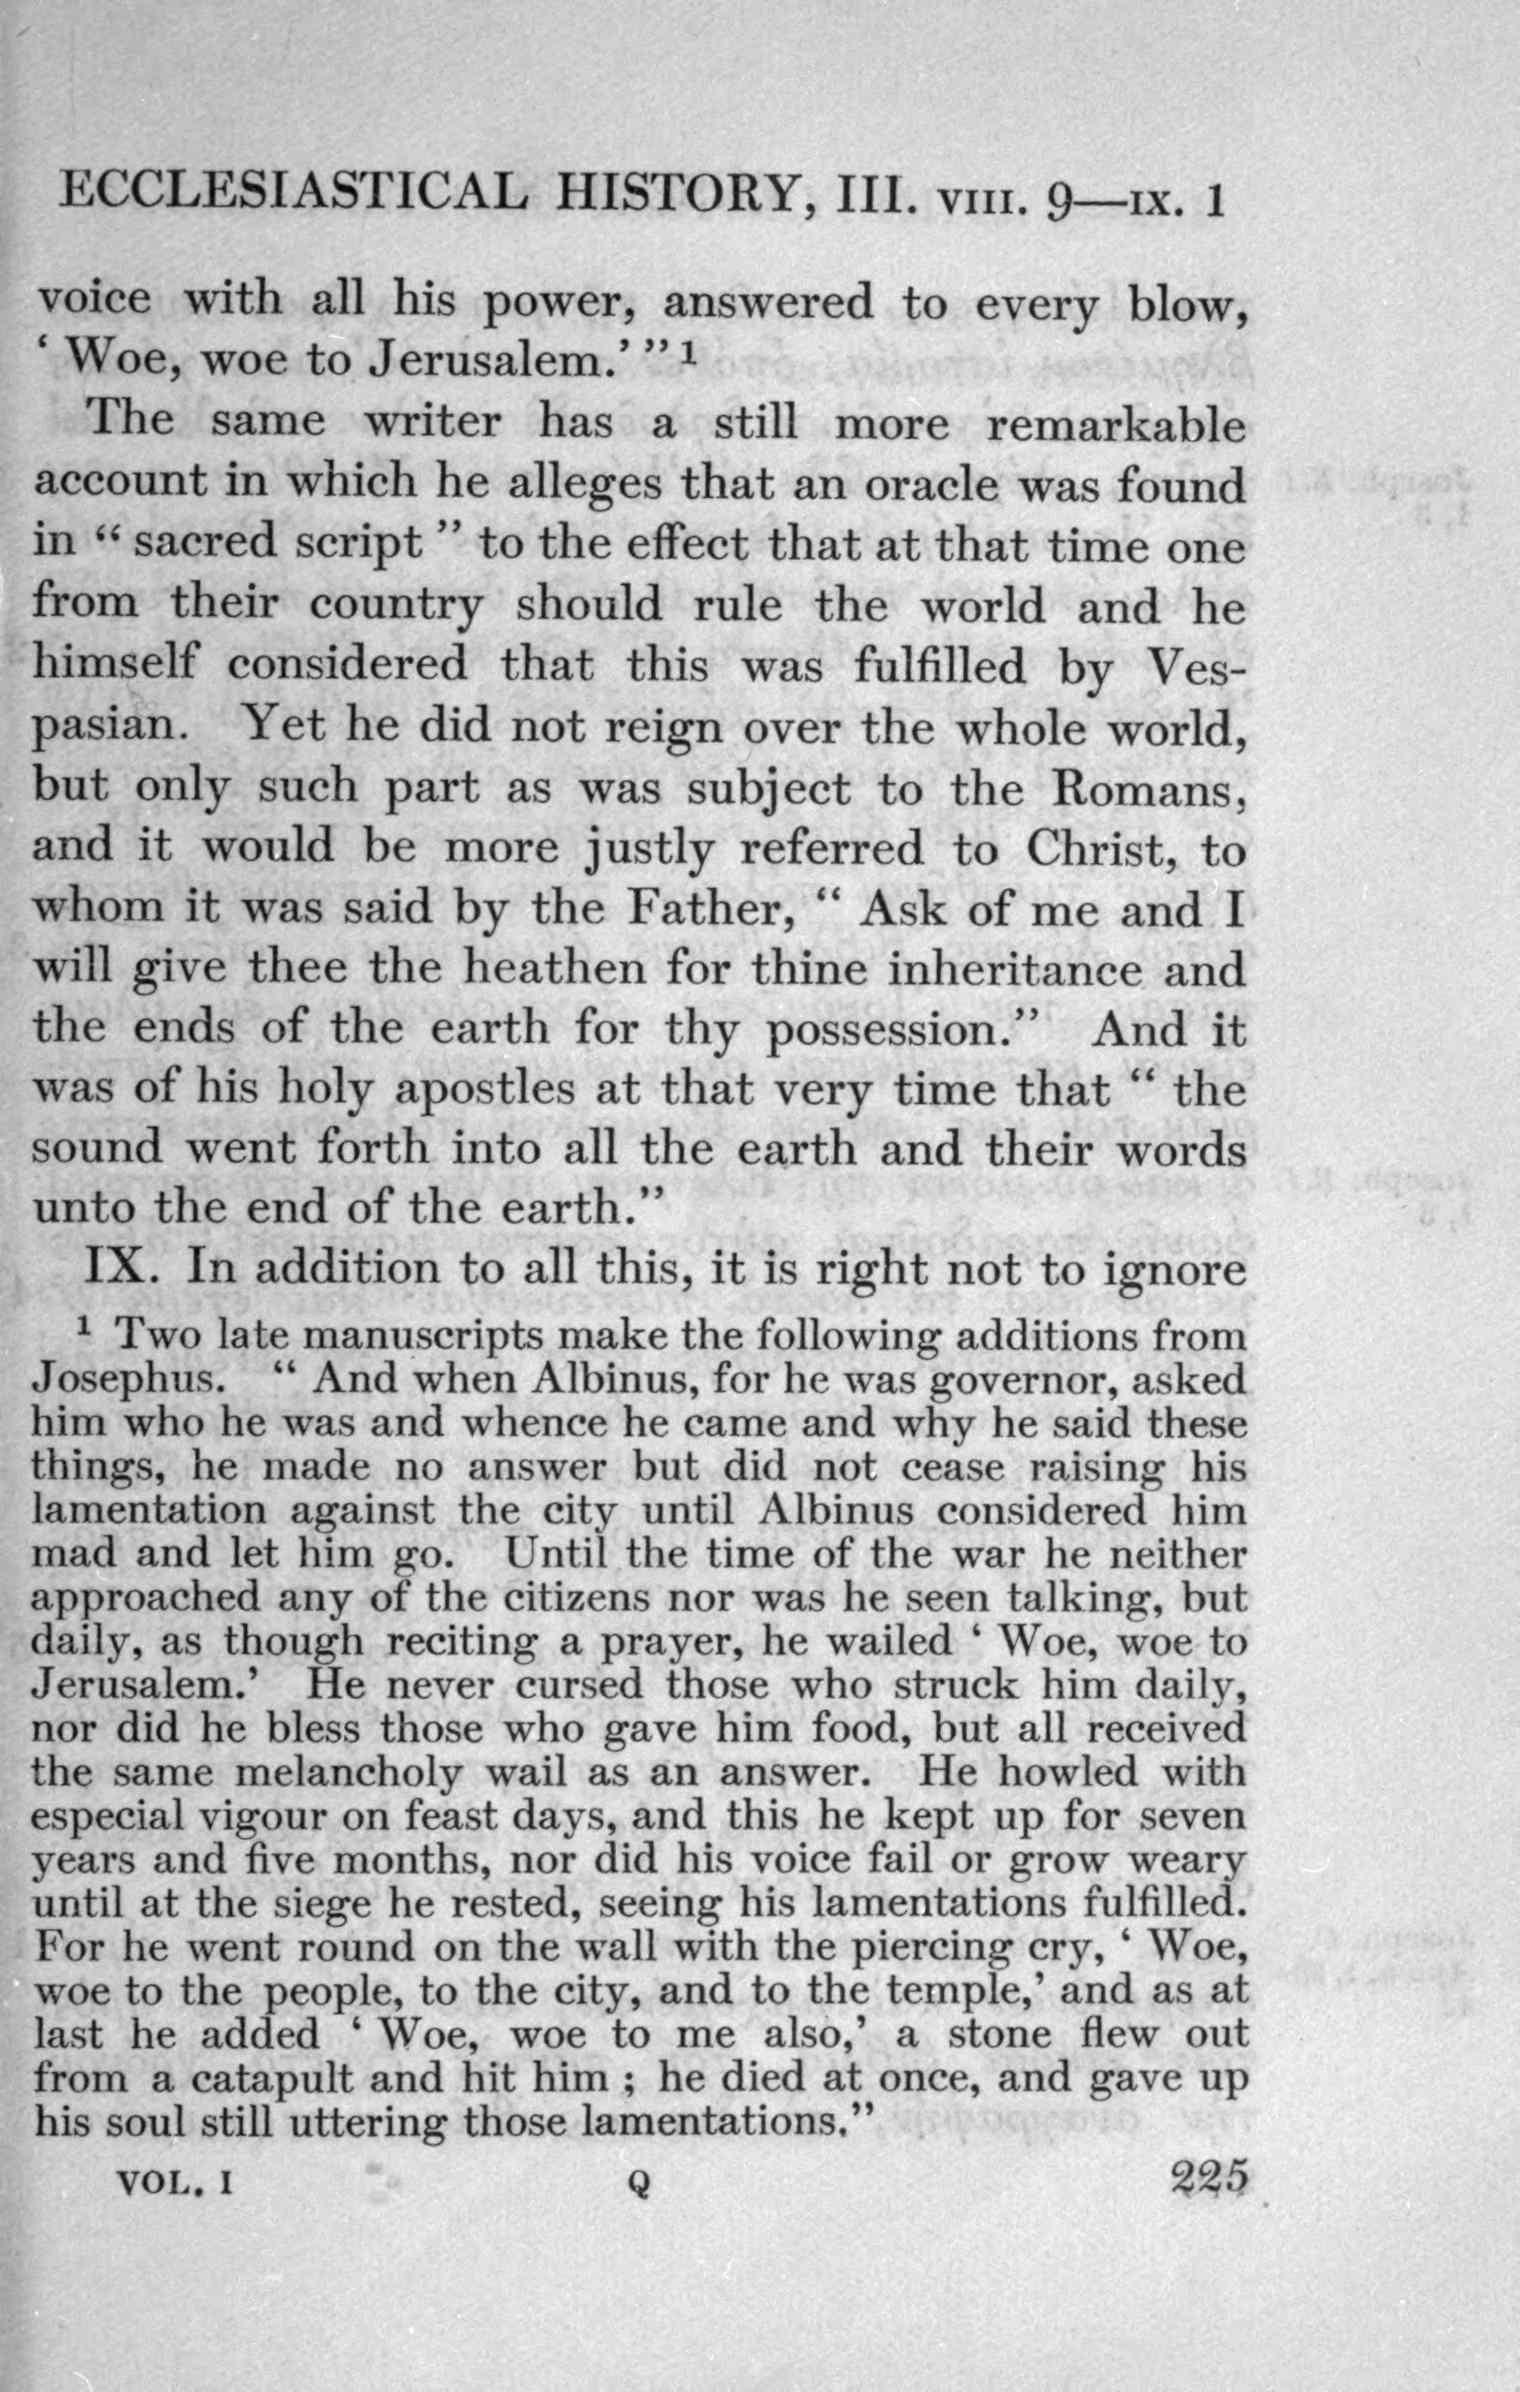 ECCLESIASTICAL HISTORY, III. VIII. 9—IX. 1
voice with all his power, answered to every blow,
‘ Woe, woe to Jerusalem.’ ” 1
The same writer has a still more remarkable
account in which he alleges that an oracle was found
in “ sacred script ” to the effect that at that time one
from their country should rule the world and he
himself considered that this was fulfilled by Ves-
pasian. Yet he did not reign over the whole world,
but only such part as was subject to the Romans,
and it would be more justly referred to Christ, to
whom it was said by the Father, “ Ask of me and I
will give thee the heathen for thine inheritance and
the ends of the earth for thy possession.” And it
was of his holy apostles at that very time that “ the
sound went forth into all the earth and their words
unto the end of the earth.”
IX. In addition to all this, it is right not to ignore
1 Two late manuscripts make the following additions from
Josephus. “ And when Albinus, for he was governor, asked
him who he was and whence he came and why he said these
things, he made no answer but did not cease raising his
lamentation against the city until Albinus considered him
mad and let him go. Until the time of the war he neither
approached any of the citizens nor was he seen talking, but
daily, as though reciting a prayer, he wailed ‘ Woe, woe to
Jerusalem.’ He never cursed those who struck him daily,
nor did he bless those who gave him food, but all received
the same melancholy wail as an answer. He howled with
especial vigour on feast days, and this he kept up for seven
years and five months, nor did his voice fail or grow weary
until at the siege he rested, seeing his lamentations fulfilled.
For he went round on the wall with the piercing cry, ‘ Woe,
woe to the people, to the city, and to the temple,’ and as at
last he added ‘ Woe, woe to me also,’ a stone flew out
from a catapult and hit him ; he died at once, and gave up
his soul still uttering those lamentations.”
VOL. I Q 225